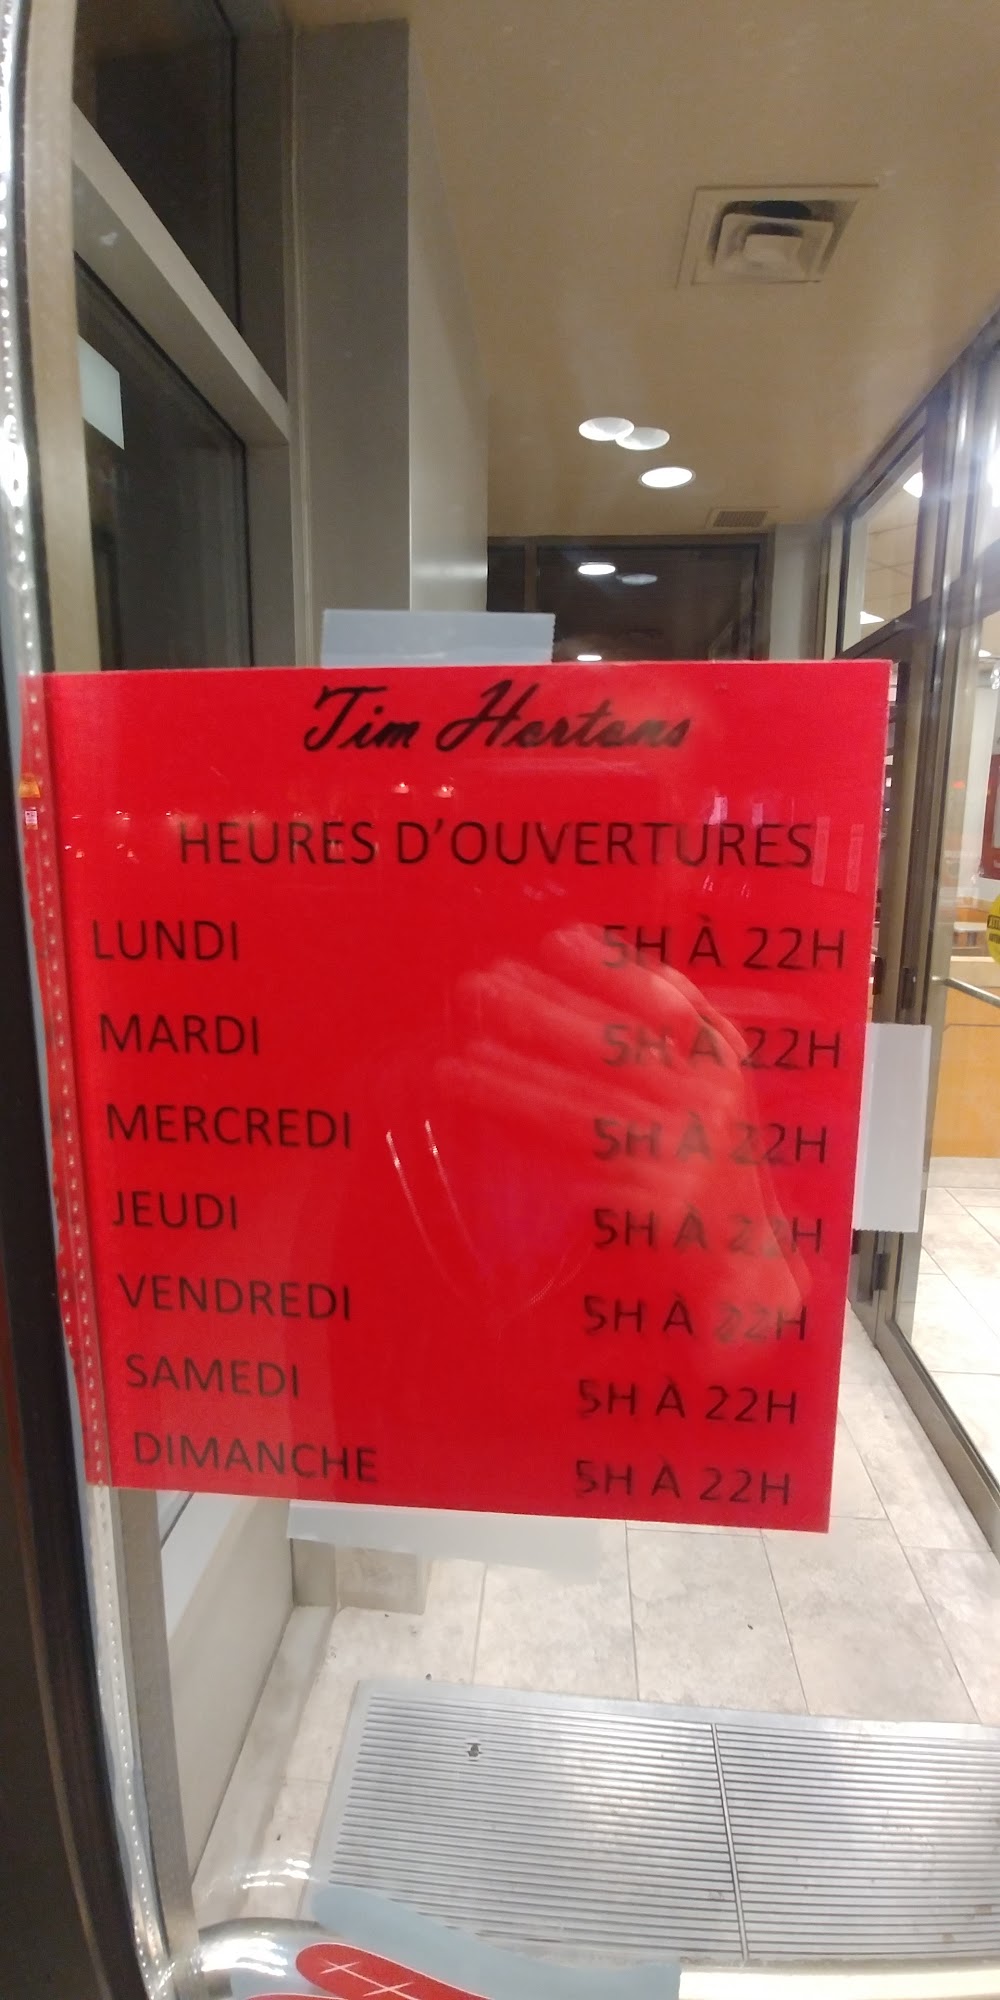 Tim Hortons
HEURES D'OUVERTURES
LUNDI 5H À 22H
MARDI 5H À 22H
MERCREDI 5H À 22H
JEUDI 5H À 22H
VENDREDI 5H À 22H
SAMEDI 5H À 22H
DIMANCHE 5H À 22H